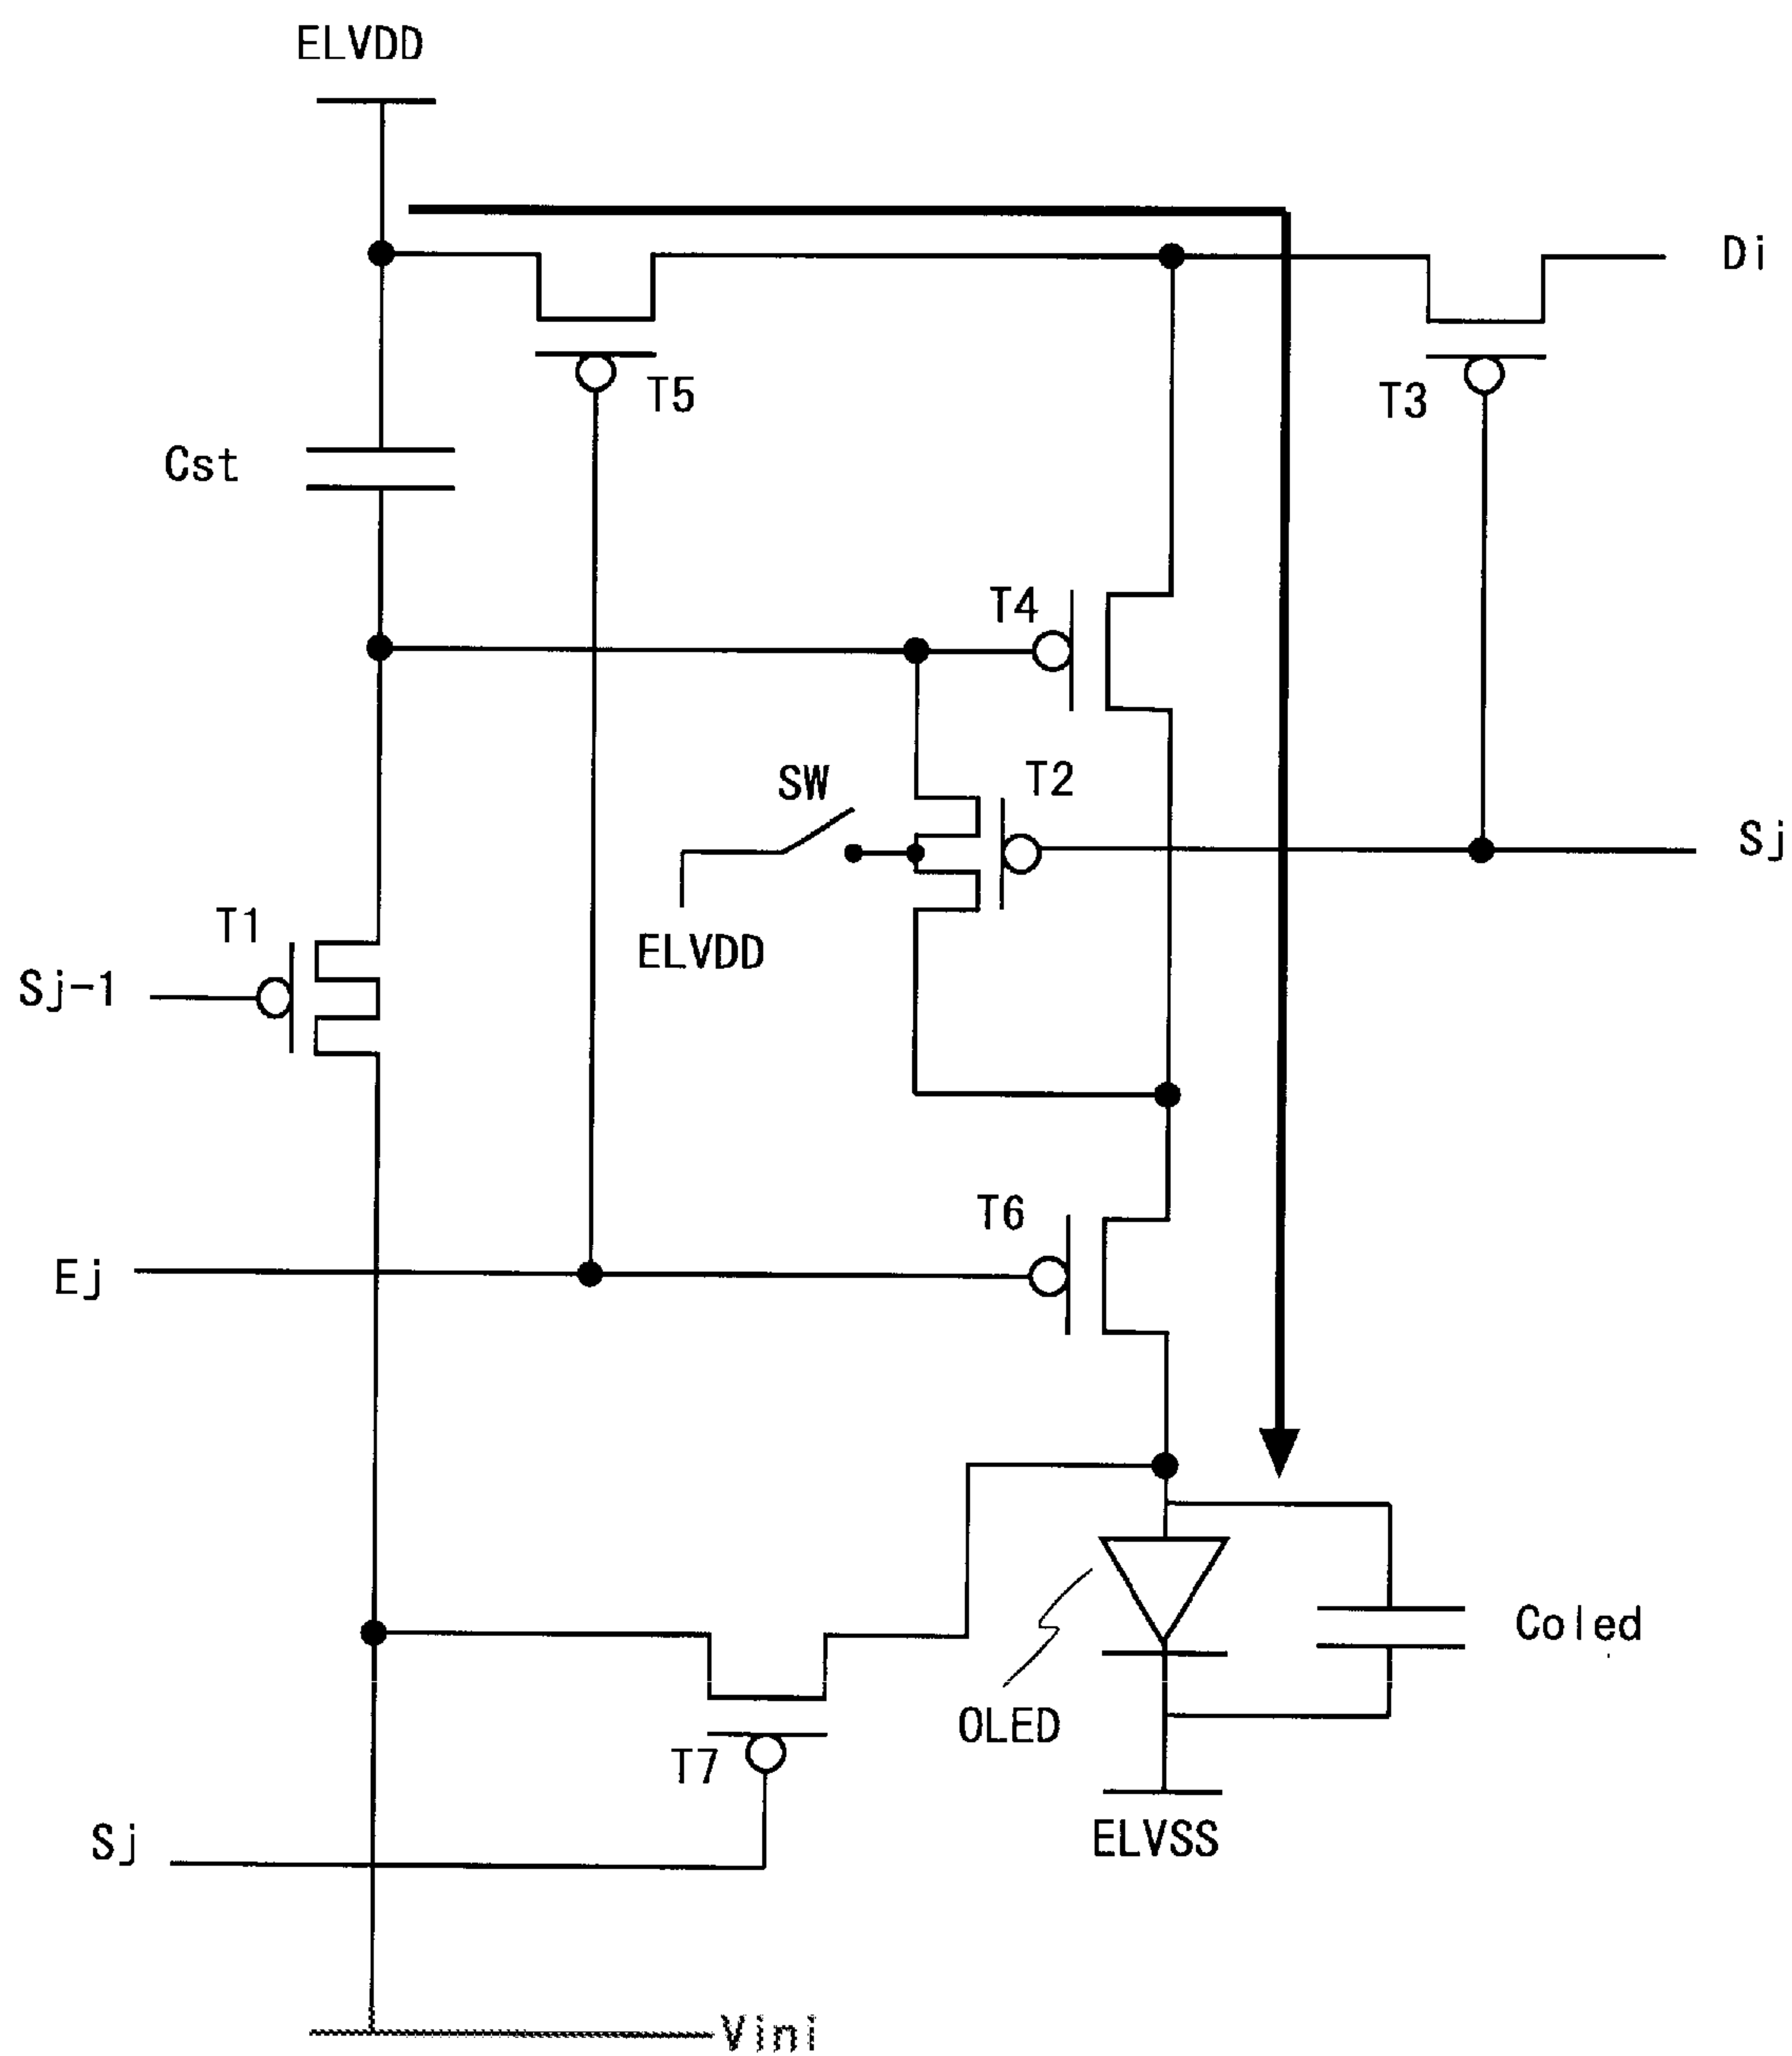 ELVDD
Di
T5
T3
Cst
T4
SW
T2
Sj
T1
ELVDD
Sj-1
T6
Ej
Coled
OLED
T7
Sj
ELVSS
Vini